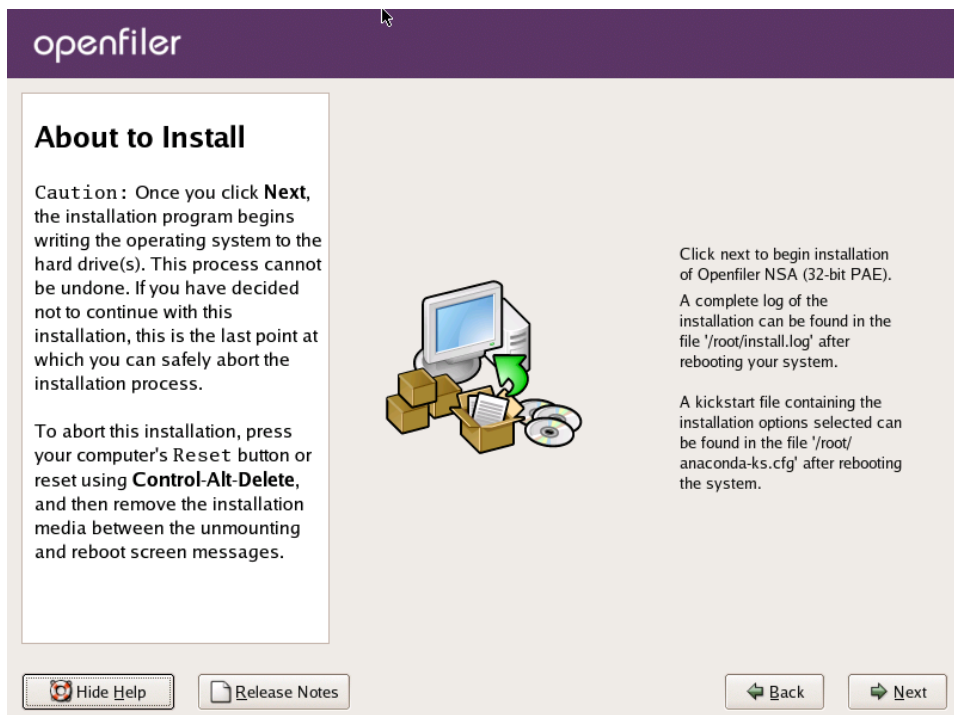 openfiler
About to Install
Caution: Once you click Next,
the installation program begins
writing the operating system to the
hard drive(s). This process cannot
be undone. If you have decided
not to continue with this
installation, this is the last point at
which you can safely abort the
installation process.
To abort this installation, press
your computer's Reset button or
reset using Control-Alt-Delete,
and then remove the installation
media between the unmounting
and reboot screen messages.
Click next to begin installation
of Openfiler NSA (32-bit PAE).
A complete log of the
installation can be found in the
file '/root/install.log' after
rebooting your system.
A kickstart file containing the
installation options selected can
be found in the file '/root/
anaconda-ks.cfg' after rebooting
the system.
Hide Help
Release Notes
Back
Next